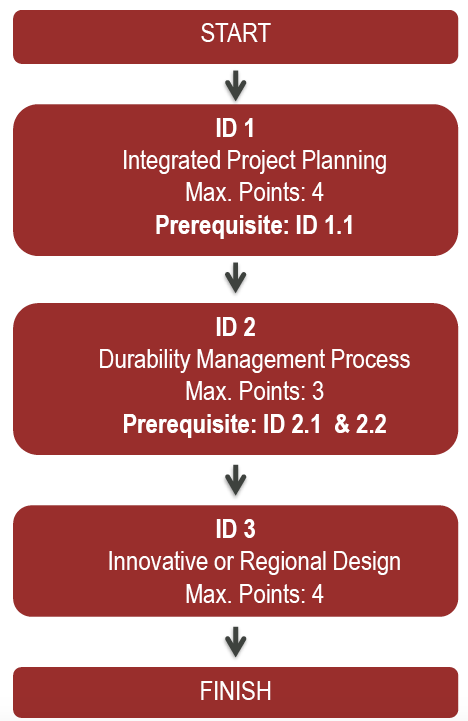 START
ID 1
Integrated Project Planning
Max. Points: 4
Prerequisite: ID 1.1
ID 2
Durability Management Process
Max. Points: 3
Prerequisite: ID 2.1 & 2.2
ID 3
Innovative or Regional Design
Max. Points: 4
FINISH